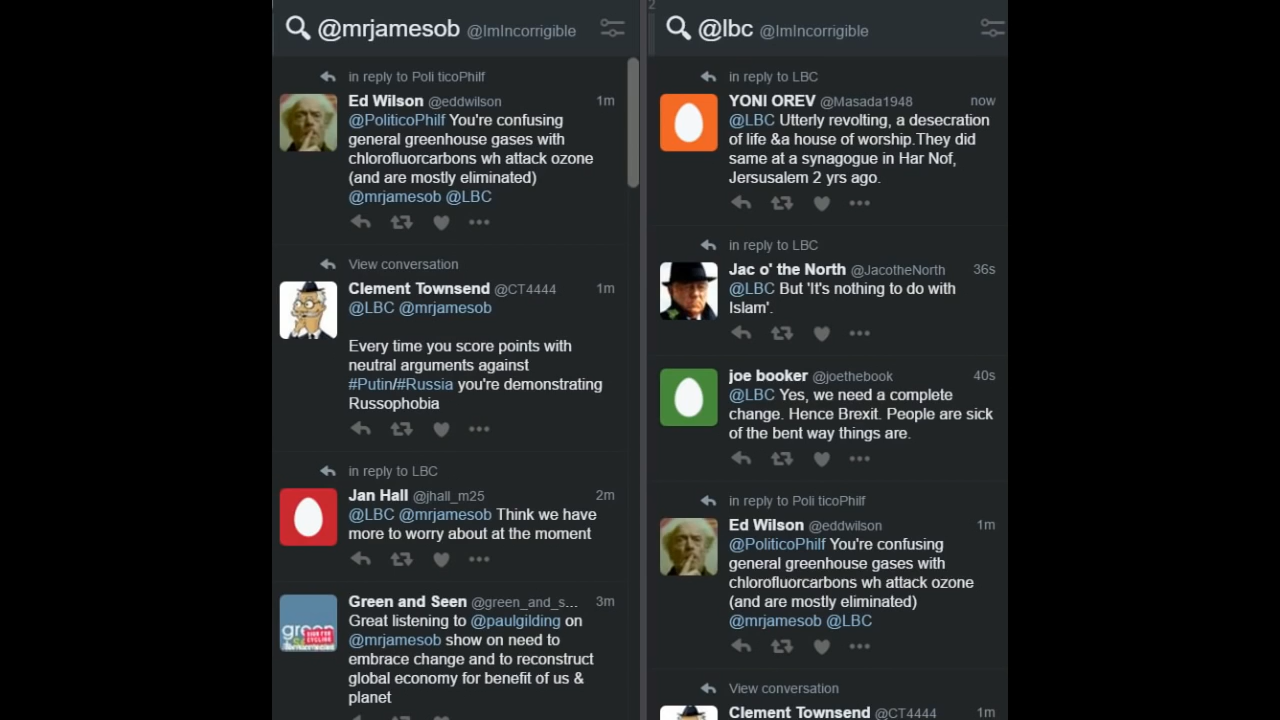 @mrjamesob @ImIncorrigible
in reply to Poli ticoPhilf
Ed Wilson @eddwilson 1m
@PoliticoPhilf You're confusing
general greenhouse gases with
chlorofluorcarbons wh attack ozone
(and are mostly eliminated)
@mrjamesob @LBC
View conversation
Clement Townsend @CT4444 1m
@LBC @mrjamesob
Every time you score points with
neutral arguments against
#Putin/#Russia you're demonstrating
Russophobia
in reply to LBC
Jan Hall @jhall_m25 2m
@LBC @mrjamesob Think we have
more to worry about at the moment
Green and Seen @green_and_s... 3m
Great listening to @paulgilding on
@mrjamesob show on need to
embrace change and to reconstruct
global economy for benefit of us &
planet
2
@lbc @ImIncorrigible
in reply to LBC
YONI OREV @Masada1948 now
@LBC Utterly revolting, a desecration
of life &a house of worship.They did
same at a synagogue in Har Nof,
Jersusalem 2 yrs ago.
in reply to LBC
Jac o' the North @JacotheNorth 36s
@LBC But 'It's nothing to do with
Islam'.
joe booker @joethebook 40s
@LBC Yes, we need a complete
change. Hence Brexit. People are sick
of the bent way things are.
in reply to Poli ticoPhilf
Ed Wilson @eddwilson 1m
@PoliticoPhilf You're confusing
general greenhouse gases with
chlorofluorcarbons wh attack ozone
(and are mostly eliminated)
@mrjamesob @LBC
View conversation
Clement Townsend @CT4444 1m